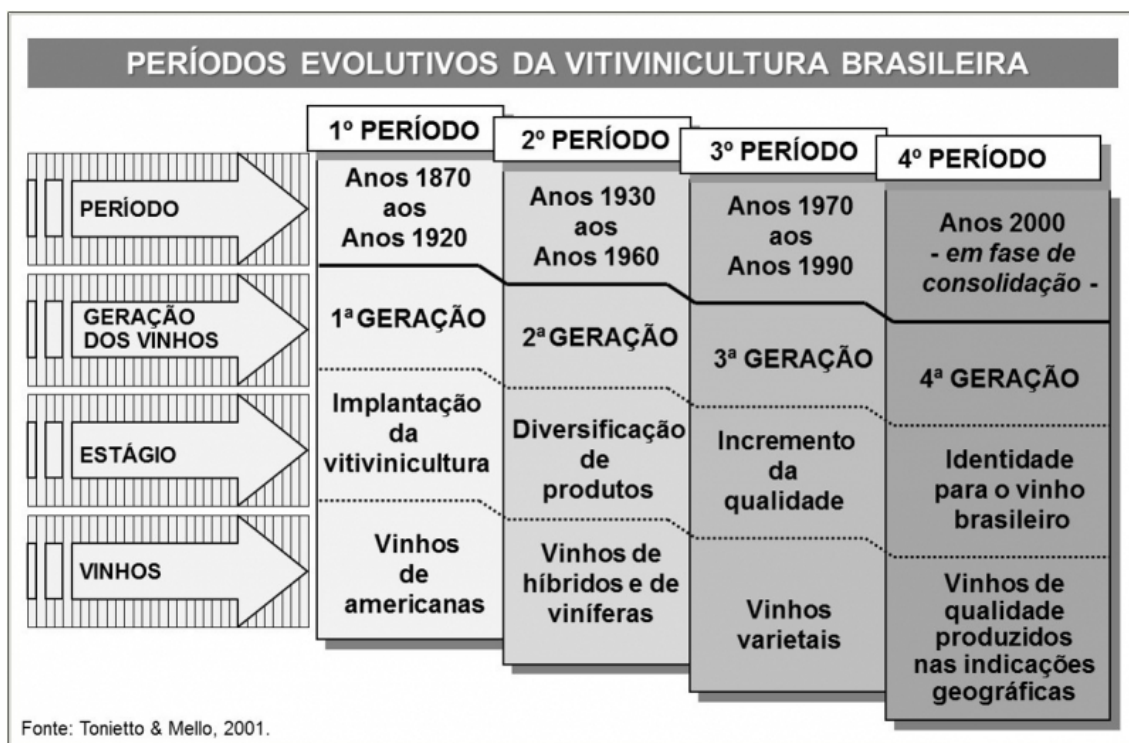 PERÍODOS EVOLUTIVOS DA VITIVINICULTURA BRASILEIRA
1º PERÍODO
2º PERÍODO
3º PERÍODO
4º PERÍODO
PERÍODO
Anos 1870
aos
Anos 1920
Anos 1930
aos
Anos 1960
Anos 1970
aos
Anos 1990
Anos 2000
- em fase de
consolidação -
GERAÇÃO
DOS VINHOS
1ª GERAÇÃO
2ª GERAÇÃO
3ª GERAÇÃO
4ª GERAÇÃO
ESTÁGIO
Implantação
da
vitivinicultura
Diversificação
de
produtos
Incremento
da
qualidade
Identidade
para o vinho
brasileiro
VINHOS
Vinhos
de
americanas
Vinhos de
híbridos e de
viníferas
Vinhos
varietais
Vinhos de
qualidade
produzidos
nas indicações
geográficas
Fonte: Tonietto & Mello, 2001.